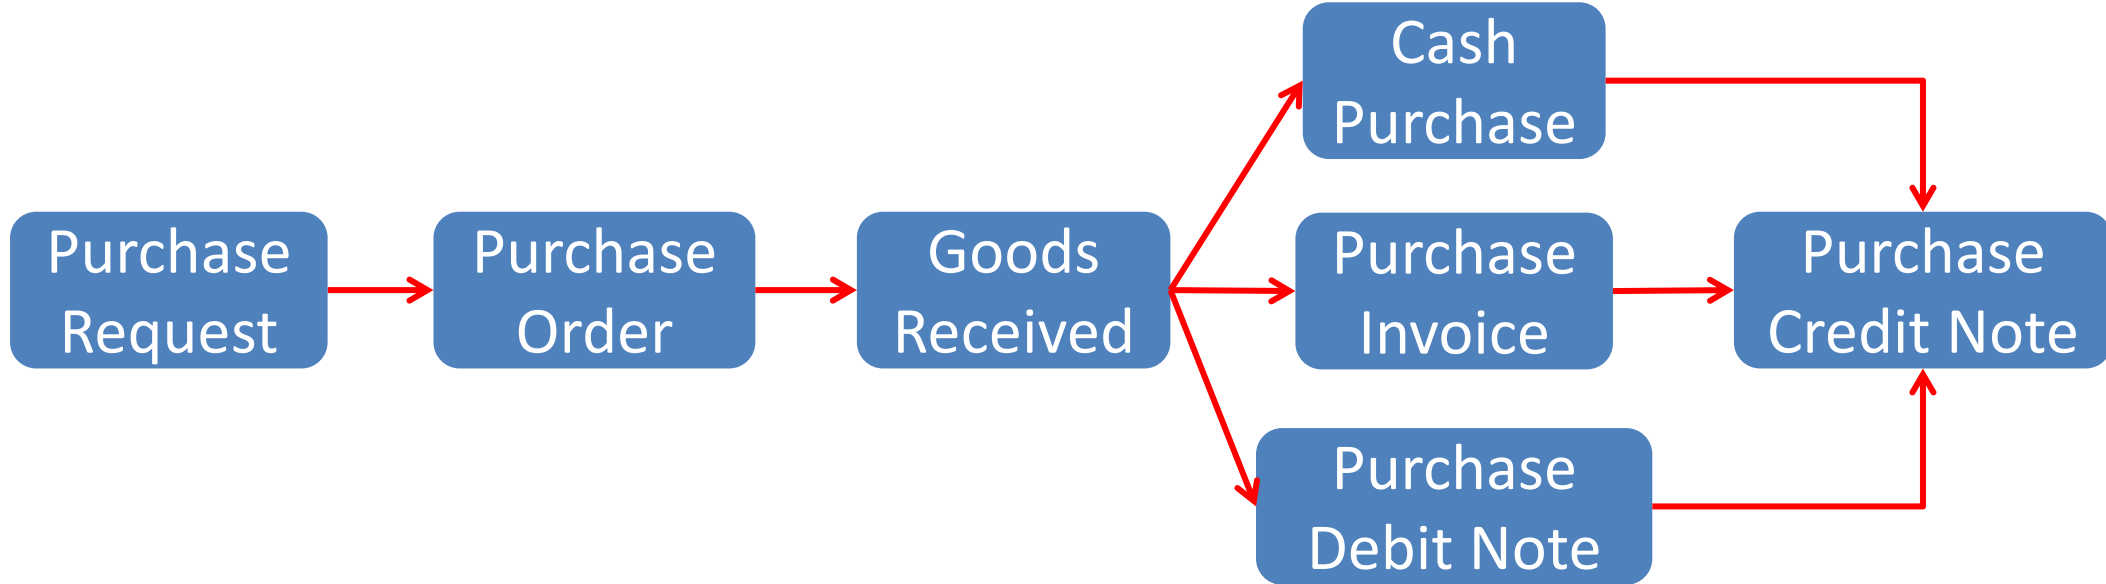 Purchase
Request
Purchase
Order
Goods
Received
Cash
Purchase
Purchase
Invoice
Purchase
Debit Note
Purchase
Credit Note